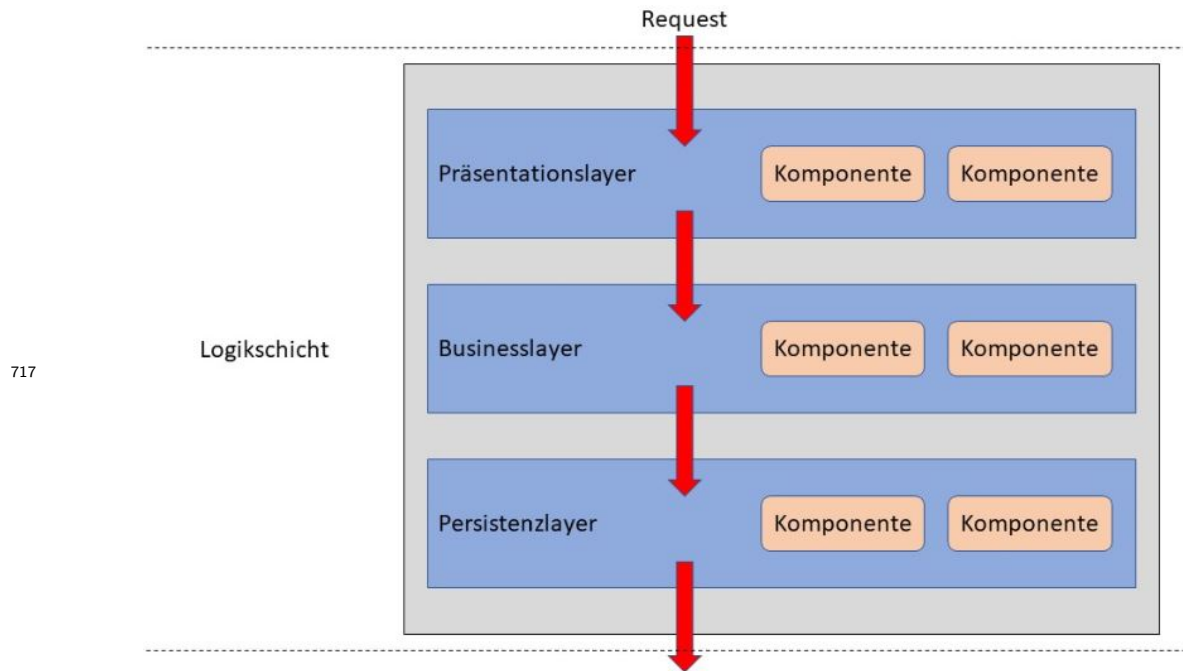 Request
Präsentationslayer Komponente Komponente
Logikschicht Businesslayer Komponente Komponente
717
Persistenzlayer Komponente Komponente